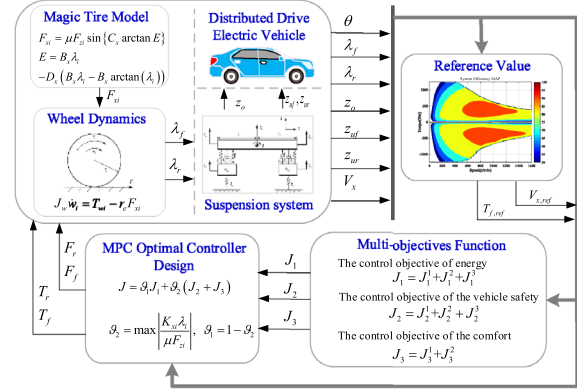 Magic Tire Model
F_xi = μF_zi sin{C_x arctan E}
E = B_x λ_i
−D_x (B_x λ_i − B_x arctan(λ_i))
F_xi
Wheel Dynamics
J_w ẇ_i = T_wi − r_c F_xi
λ_f
λ_r
Distributed Drive
Electric Vehicle
z_o
z_uf, z_ur
Suspension system
θ
λ_f
λ_r
z_o
z_uf
z_ur
V_x
Reference Value
System Efficiency MAP
V_x,ref
T_f,ref
F_r
F_f
T_r
T_f
MPC Optimal Controller
Design
J = ϑ_1 J_1 + ϑ_2 (J_2 + J_3)
ϑ_2 = max |K_xi λ_i / μF_zi|, ϑ_1 = 1 − ϑ_2
J_1
J_2
J_3
Multi-objectives Function
The control objective of energy
J_1 = J_1^1 + J_1^2 + J_1^3
The control objective of the vehicle safety
J_2 = J_2^1 + J_2^2 + J_2^3
The control objective of the comfort
J_3 = J_3^1 + J_3^2